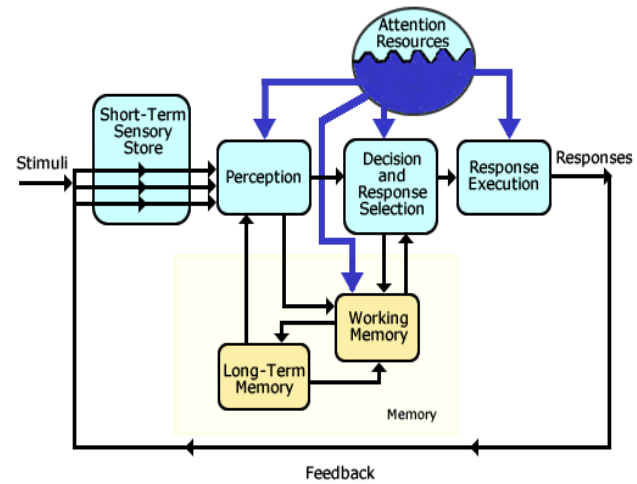 Attention
Resources
Short-Term
Sensory
Store
Stimuli
Perception
Decision
and
Response
Selection
Response
Execution
Responses
Working
Memory
Long-Term
Memory
Memory
Feedback